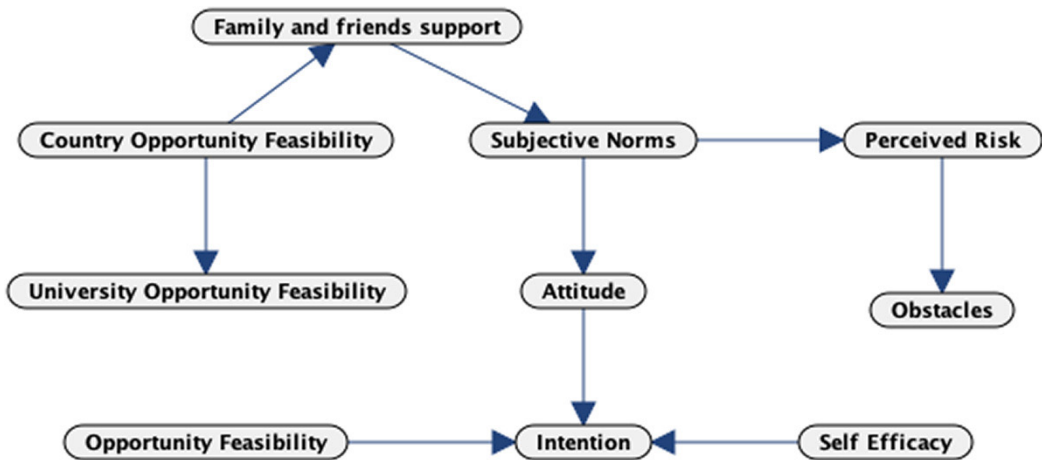 Family and friends support
Country Opportunity Feasibility
Subjective Norms
Perceived Risk
University Opportunity Feasibility
Attitude
Obstacles
Opportunity Feasibility
Intention
Self Efficacy